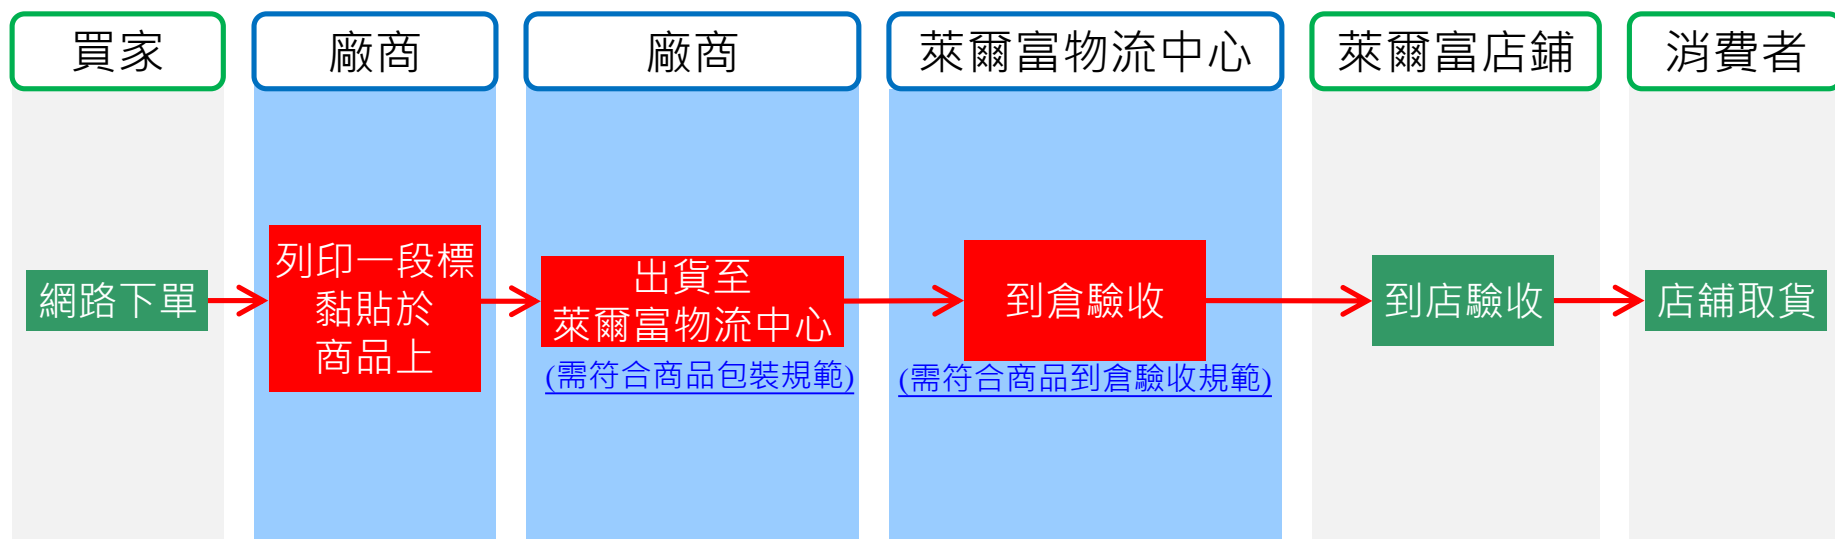 買家
廠商
廠商
萊爾富物流中心
萊爾富店鋪
消費者
網路下單
列印一段標
黏貼於
商品上
出貨至
萊爾富物流中心
(需符合商品包裝規範)
到倉驗收
(需符合商品到倉驗收規範)
到店驗收
店舖取貨